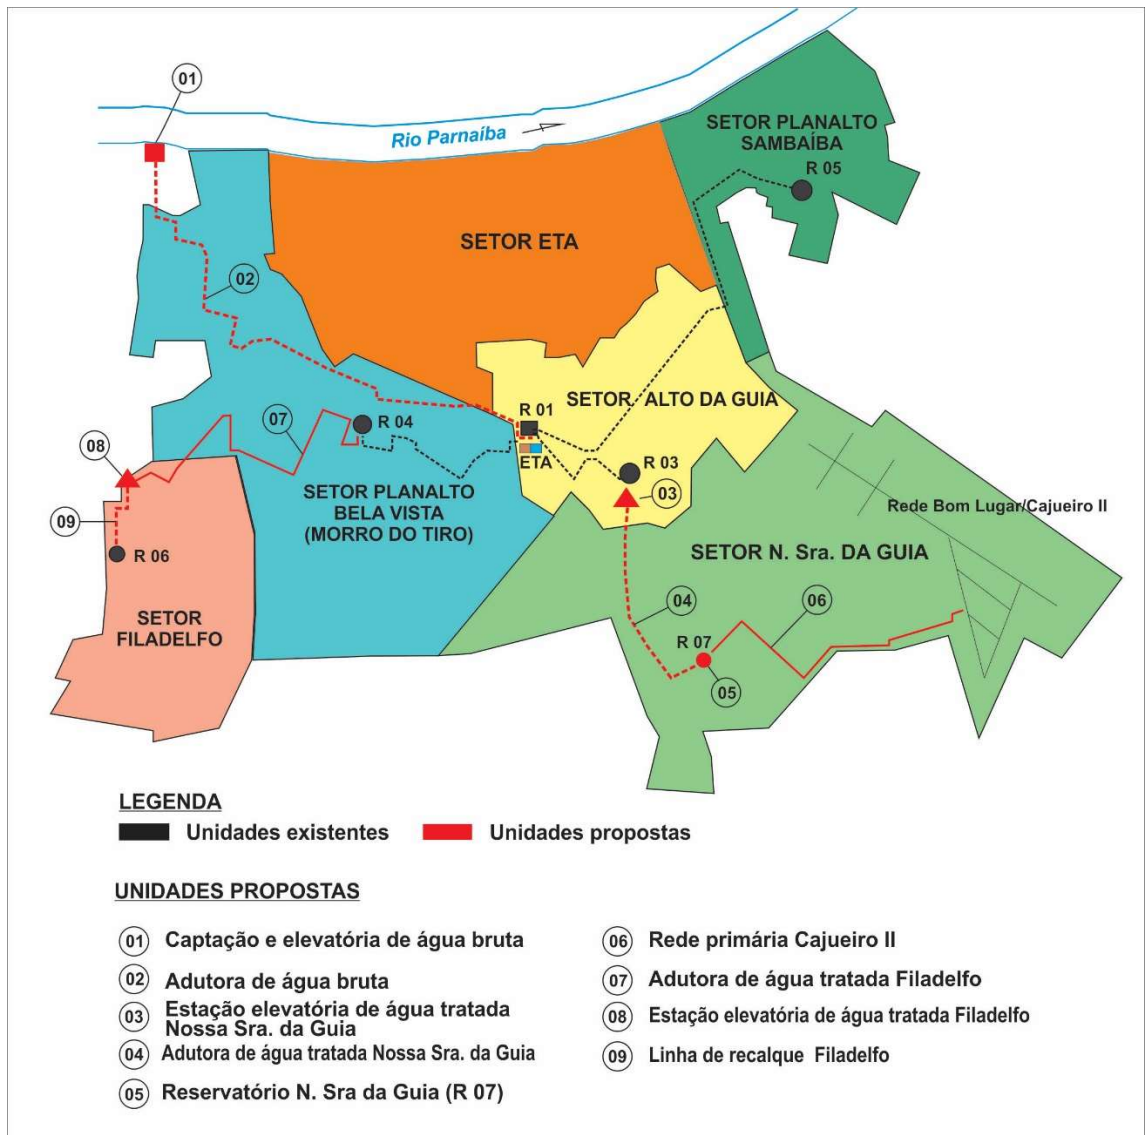 01
Rio Parnaíba
SETOR PLANALTO
SAMBAÍBA
R 05
SETOR ETA
02
R 01
SETOR ALTO DA GUIA
07
R 04
ETA
R 03
03
08
SETOR PLANALTO
BELA VISTA
(MORRO DO TIRO)
Rede Bom Lugar/Cajueiro II
09
R 06
SETOR N. Sra. DA GUIA
SETOR
FILADELFO
04
06
R 07
05
LEGENDA
Unidades existentes
Unidades propostas
UNIDADES PROPOSTAS
01 Captação e elevatória de água bruta
02 Adutora de água bruta
03 Estação elevatória de água tratada
Nossa Sra. da Guia
04 Adutora de água tratada Nossa Sra. da Guia
05 Reservatório N. Sra da Guia (R 07)
06 Rede primária Cajueiro II
07 Adutora de água tratada Filadelfo
08 Estação elevatória de água tratada Filadelfo
09 Linha de recalque Filadelfo